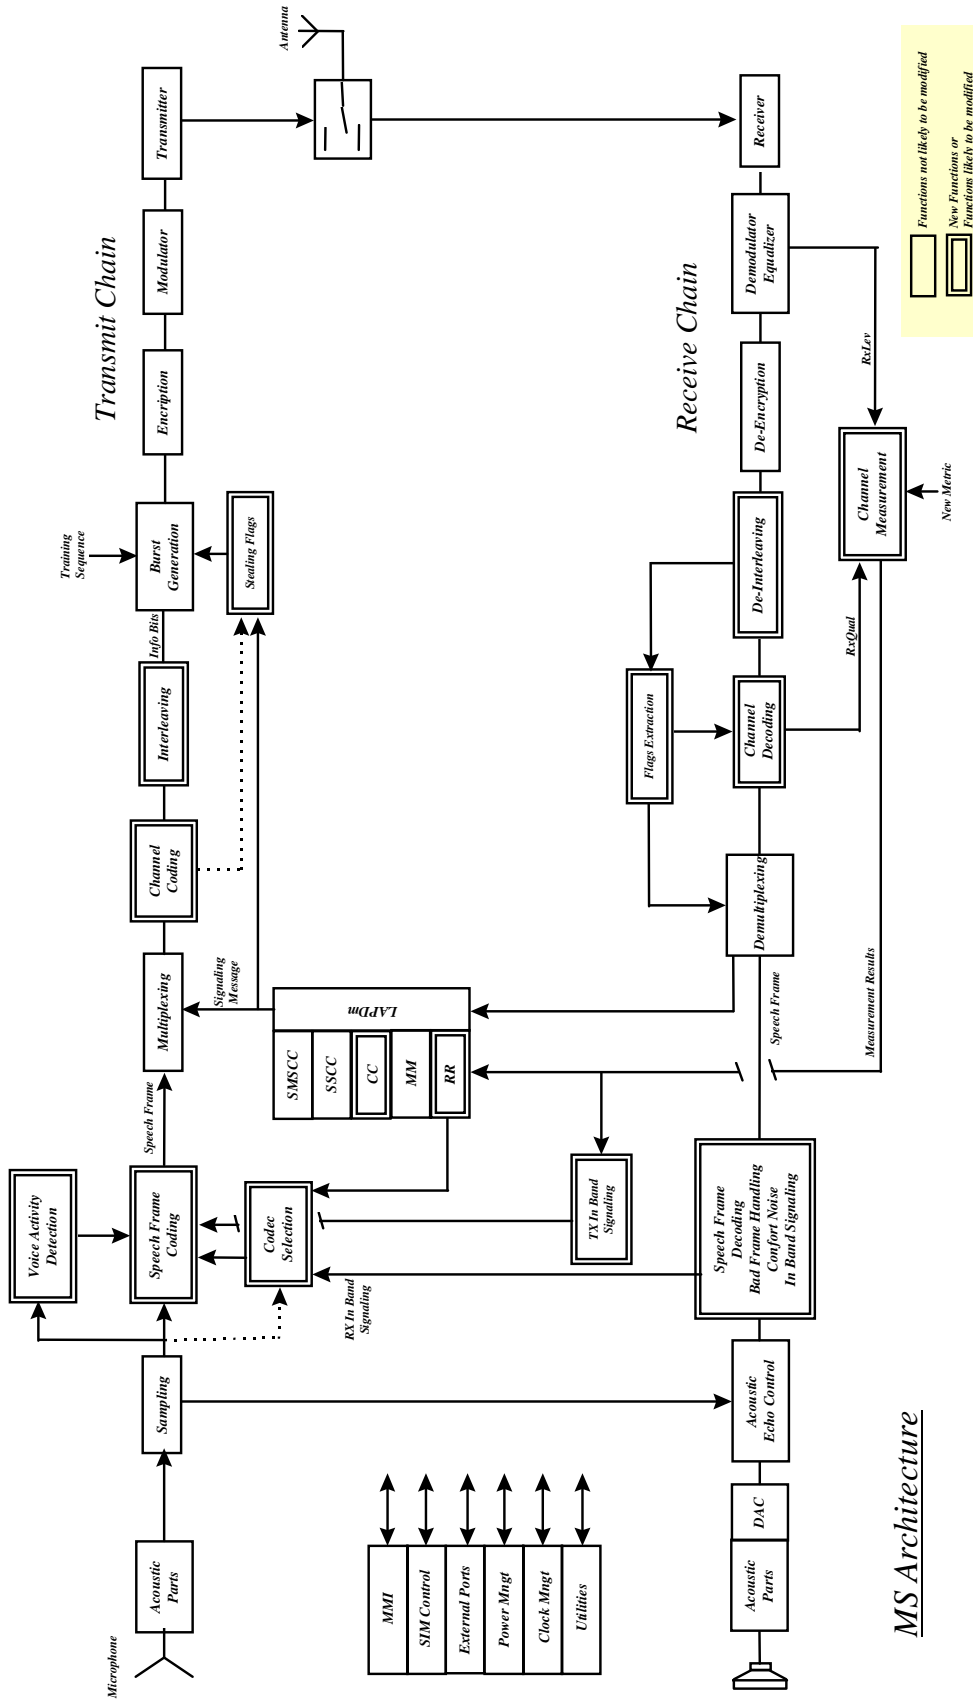 MS Architecture
Transmit Chain
Microphone
Acoustic
Parts
Sampling
Voice Activity
Detection
Speech Frame
Coding
Speech Frame
Multiplexing
Channel
Coding
Interleaving
Info Bits
Training
Sequence
Burst
Generation
Encription
Modulator
Transmitter
Antenna
Stealing Flags
Signaling
Message
Codec
Selection
RX In Band
Signaling
TX In Band
Signaling
SMSCC
SSCC
CC
MM
RR
LAPDm
MMI
SIM Control
External Ports
Power Mngt
Clock Mngt
Utilities
Receive Chain
Acoustic
Parts
DAC
Acoustic
Echo Control
Speech Frame
Decoding
Bad Frame Handling
Confort Noise
In Band Signaling
Speech Frame
Demultiplexing
Flags Extraction
Channel
Decoding
De-Interleaving
De-Encryption
Demodulator
Equalizer
Receiver
Measurement Results
RxQual
Channel
Measurement
New Metric
RxLev
Functions not likely to be modified
New Functions or
Functions likely to be modified